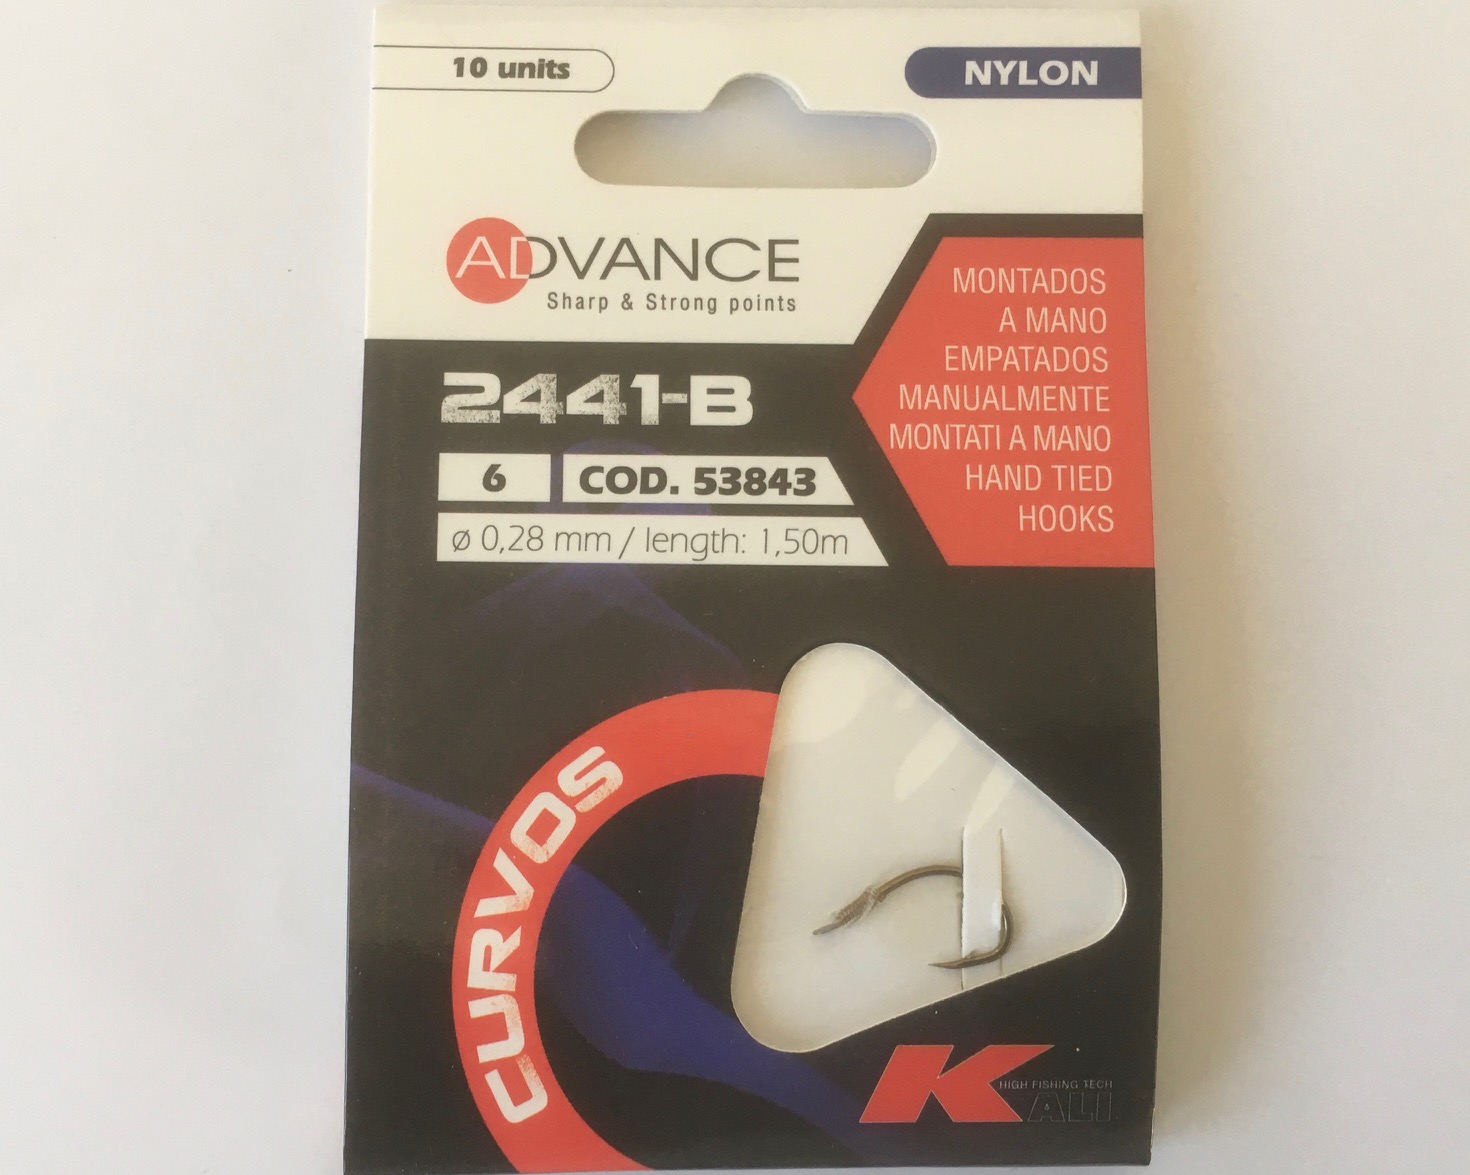 10 units
NYLON
ADVANCE
Sharp & Strong points
2441-B
6
COD. 53843
ø 0,28 mm / length: 1,50m
MONTADOS
A MANO
EMPATADOS
MANUALMENTE
MONTATI A MANO
HAND TIED
HOOKS
CURVOS
KALI
HIGH FISHING TECH